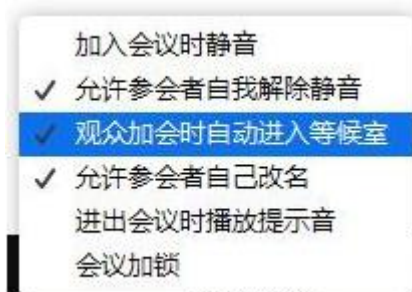 加入会议时静音
允许参会者自我解除静音
观众加会时自动进入等候室
允许参会者自己改名
进出会议时播放提示音
会议加锁